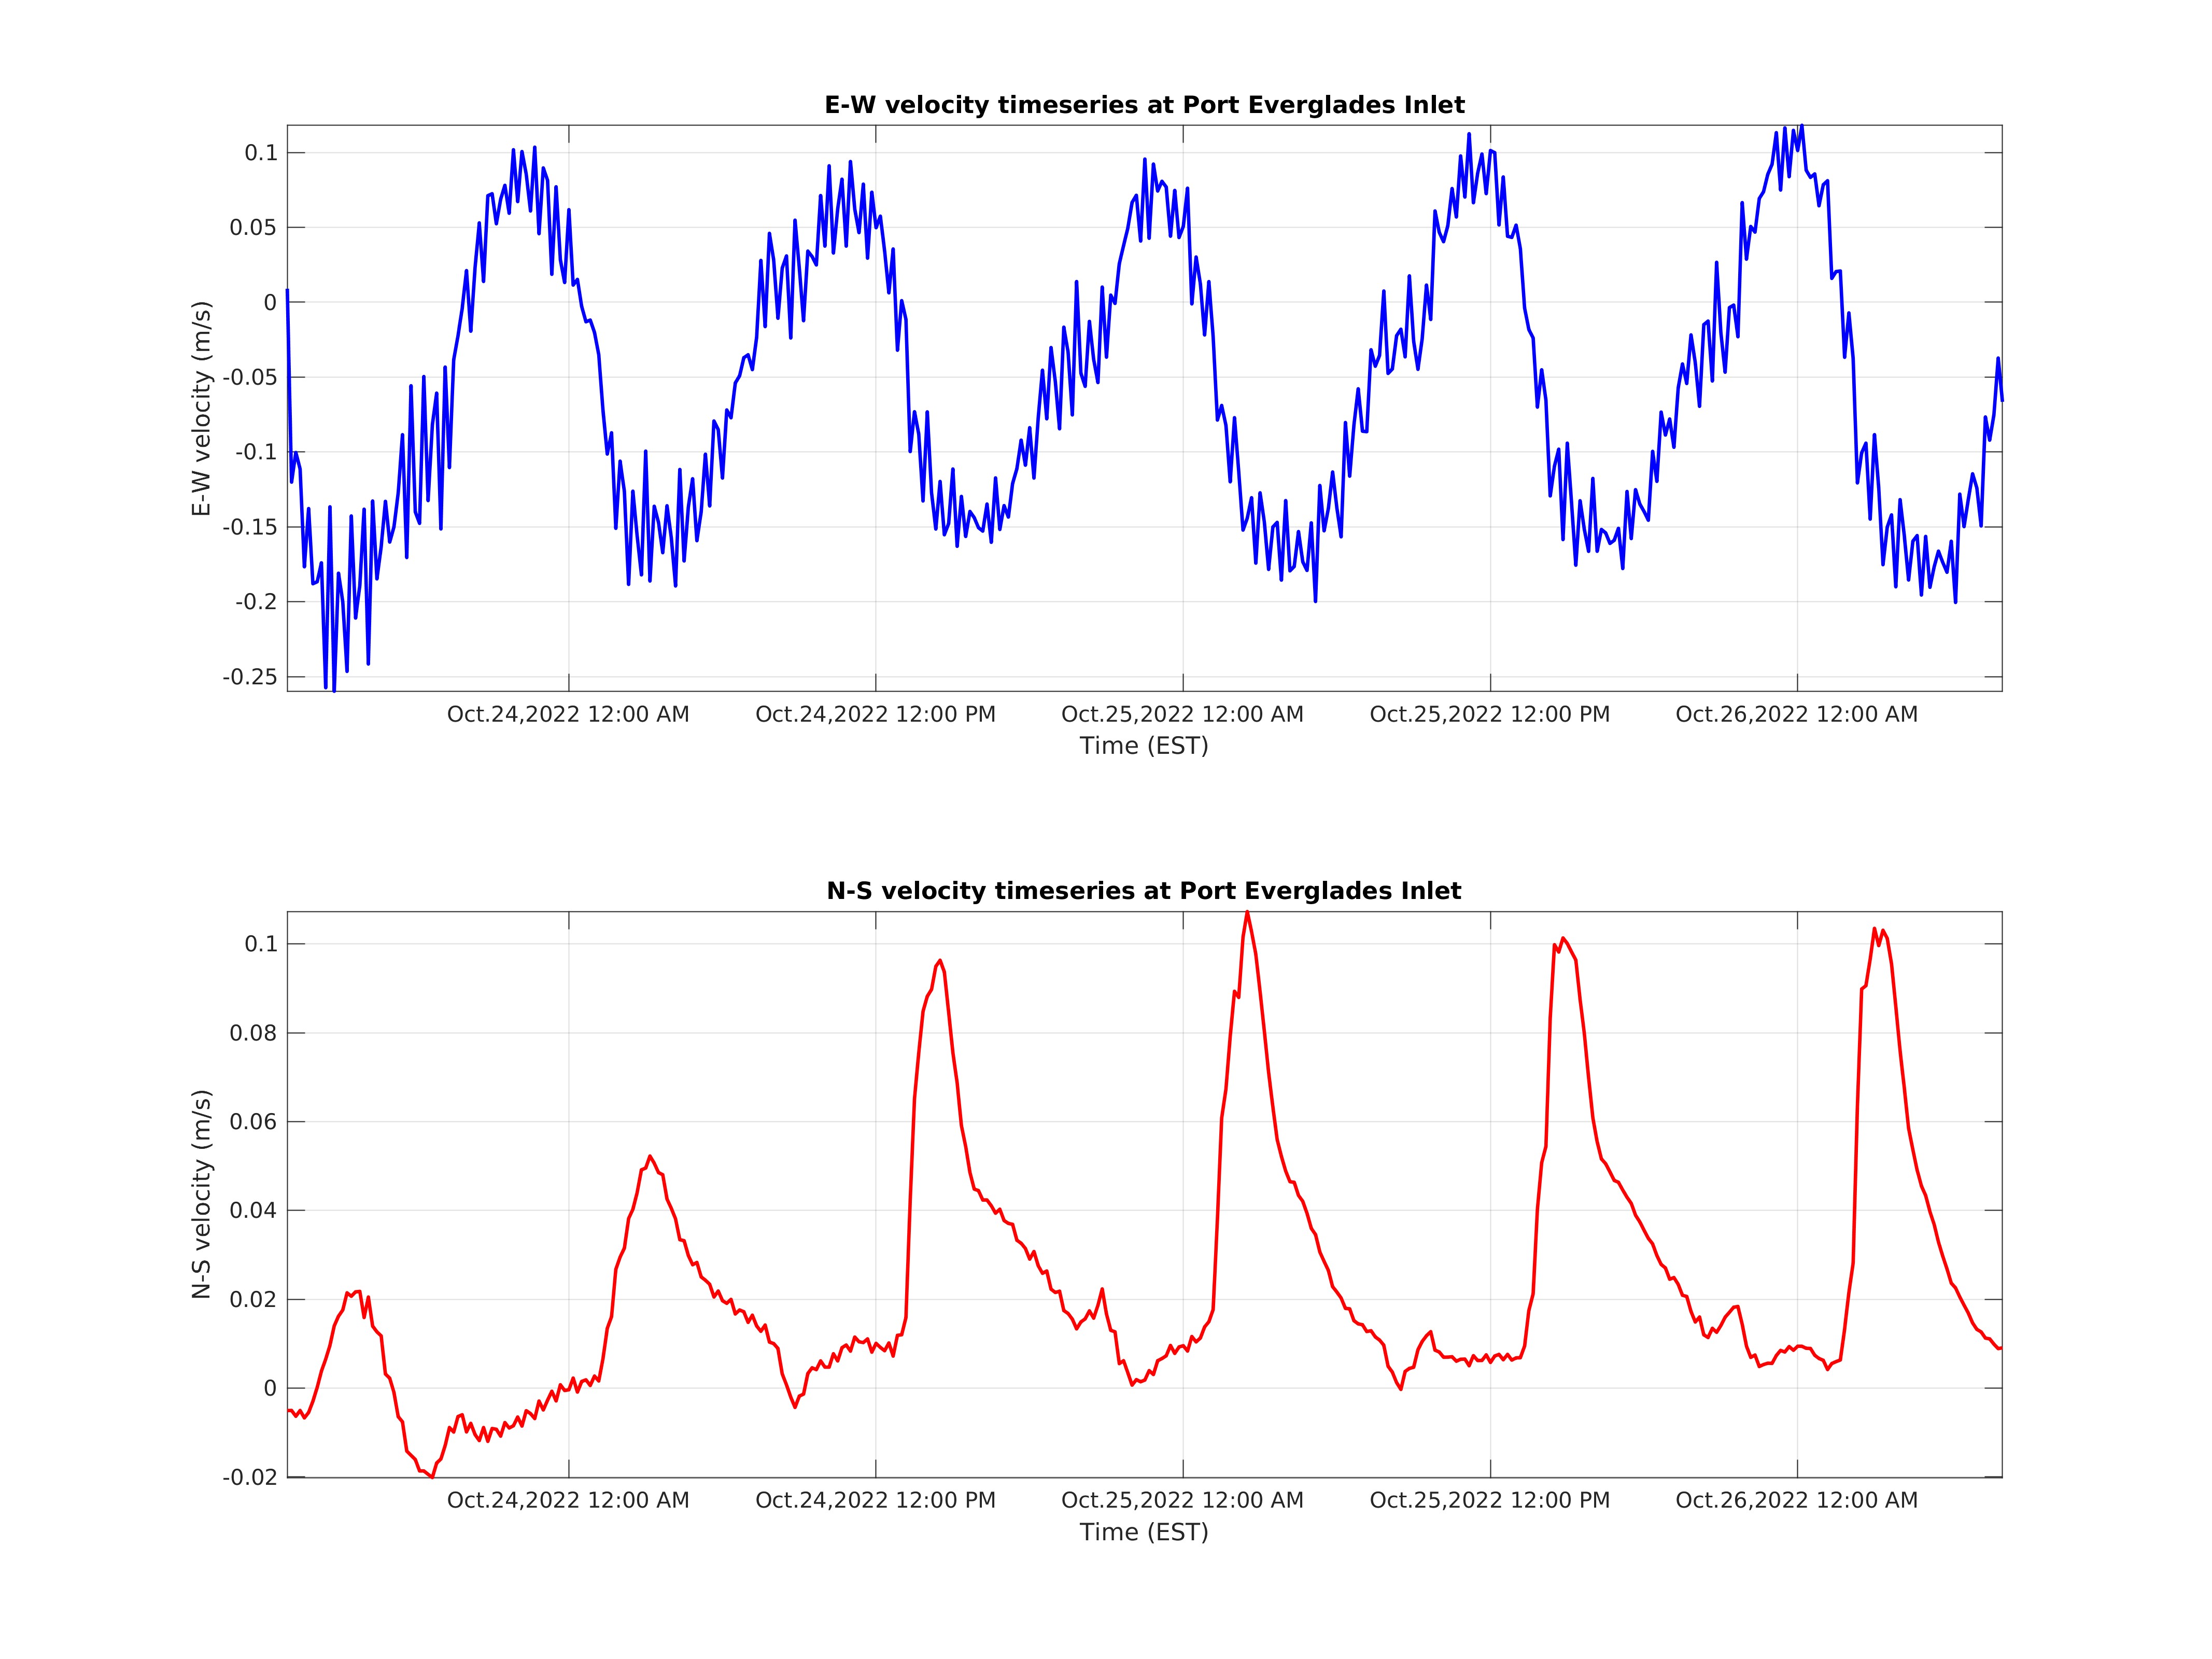 E-W velocity timeseries at Port Everglades Inlet
0.1
0.05
0
-0.05
-0.1
-0.15
-0.2
-0.25
E-W velocity (m/s)
Oct.24,2022 12:00 AM Oct.24,2022 12:00 PM Oct.25,2022 12:00 AM Oct.25,2022 12:00 PM Oct.26,2022 12:00 AM
Time (EST)
N-S velocity timeseries at Port Everglades Inlet
0.1
0.08
0.06
0.04
0.02
0
-0.02
N-S velocity (m/s)
Oct.24,2022 12:00 AM Oct.24,2022 12:00 PM Oct.25,2022 12:00 AM Oct.25,2022 12:00 PM Oct.26,2022 12:00 AM
Time (EST)